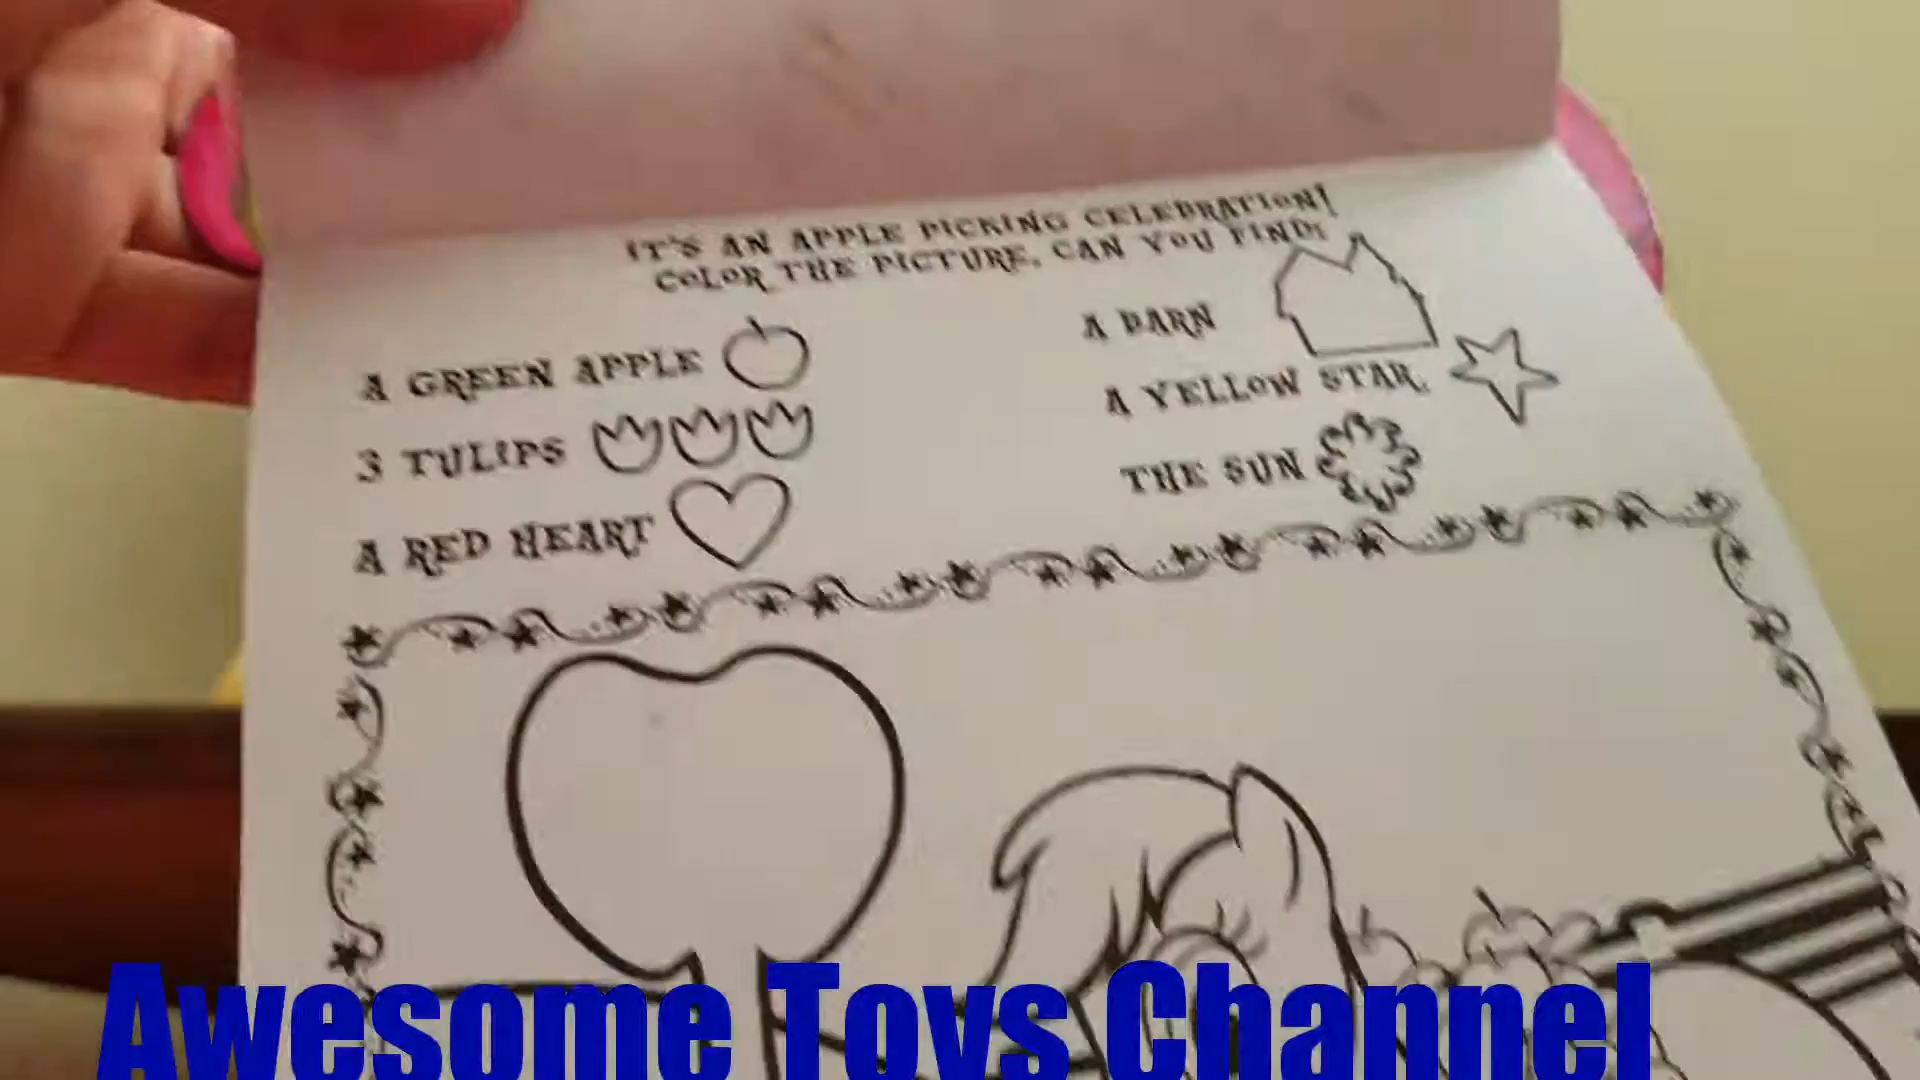 IT'S AN APPLE PICKING CELEBRATION!
COLOR THE PICTURE. CAN YOU FIND:
A GREEN APPLE
3 TULIPS
A RED HEART
A BARN
A YELLOW STAR
THE SUN
Awesome Toys Channel